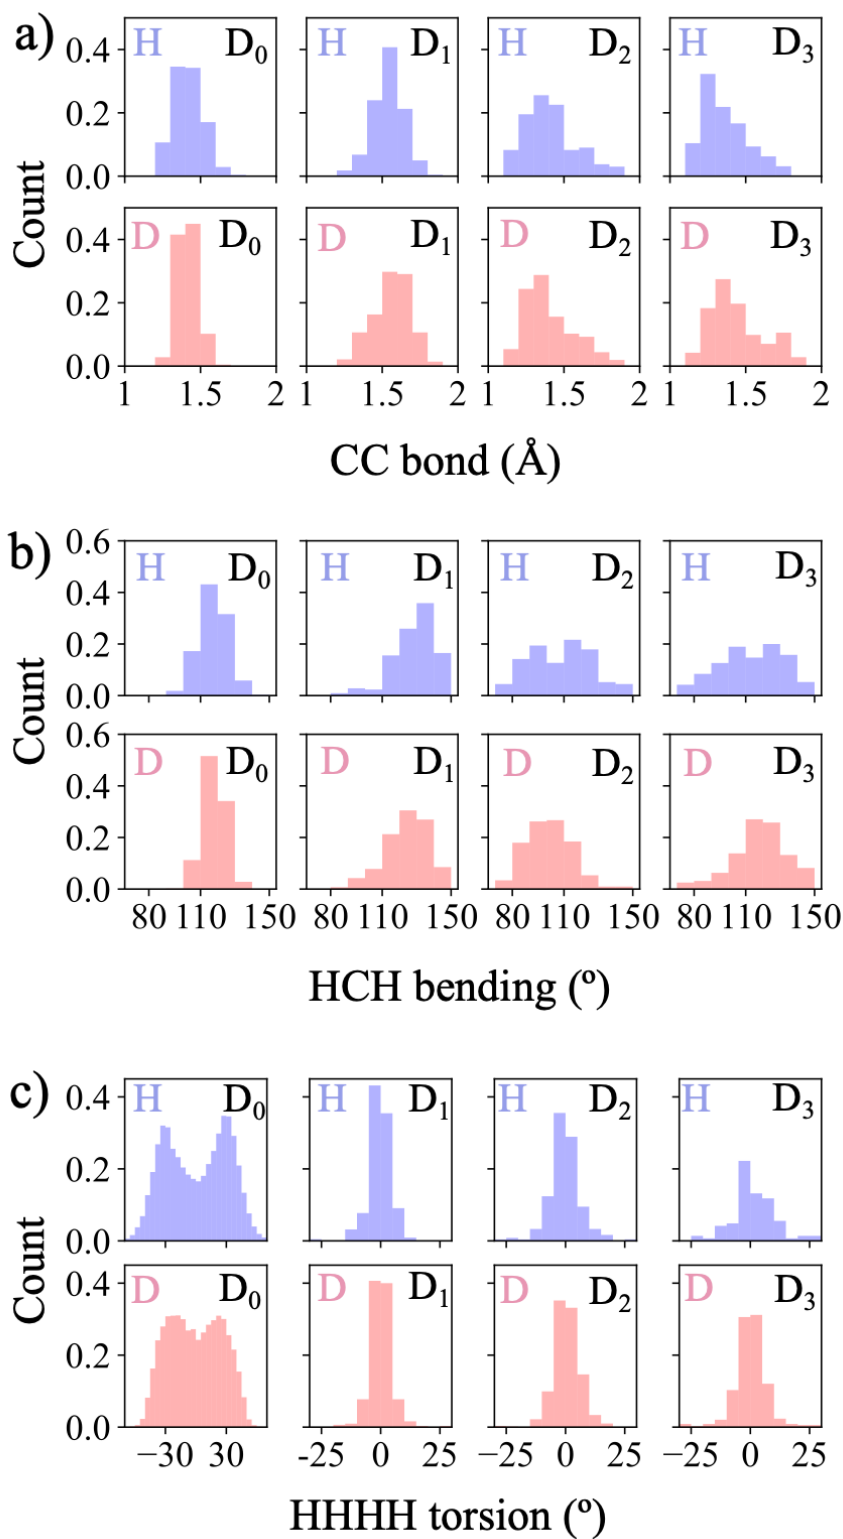 a)
H D₀ H D₁ H D₂ H D₃
0.4
0.2
0.0
D D₀ D D₁ D D₂ D D₃
0.4
0.2
0.0
Count
1 1.5 2 1 1.5 2 1 1.5 2 1 1.5 2
CC bond (Å)
b)
H D₀ H D₁ H D₂ H D₃
0.6
0.4
0.2
0.0
D D₀ D D₁ D D₂ D D₃
0.6
0.4
0.2
0.0
Count
80 110 150 80 110 150 80 110 150 80 110 150
HCH bending (º)
c)
H D₀ H D₁ H D₂ H D₃
0.4
0.2
0.0
D D₀ D D₁ D D₂ D D₃
0.4
0.2
0.0
Count
−30 30 -25 0 25 −25 0 25 −25 0 25
HHHH torsion (º)